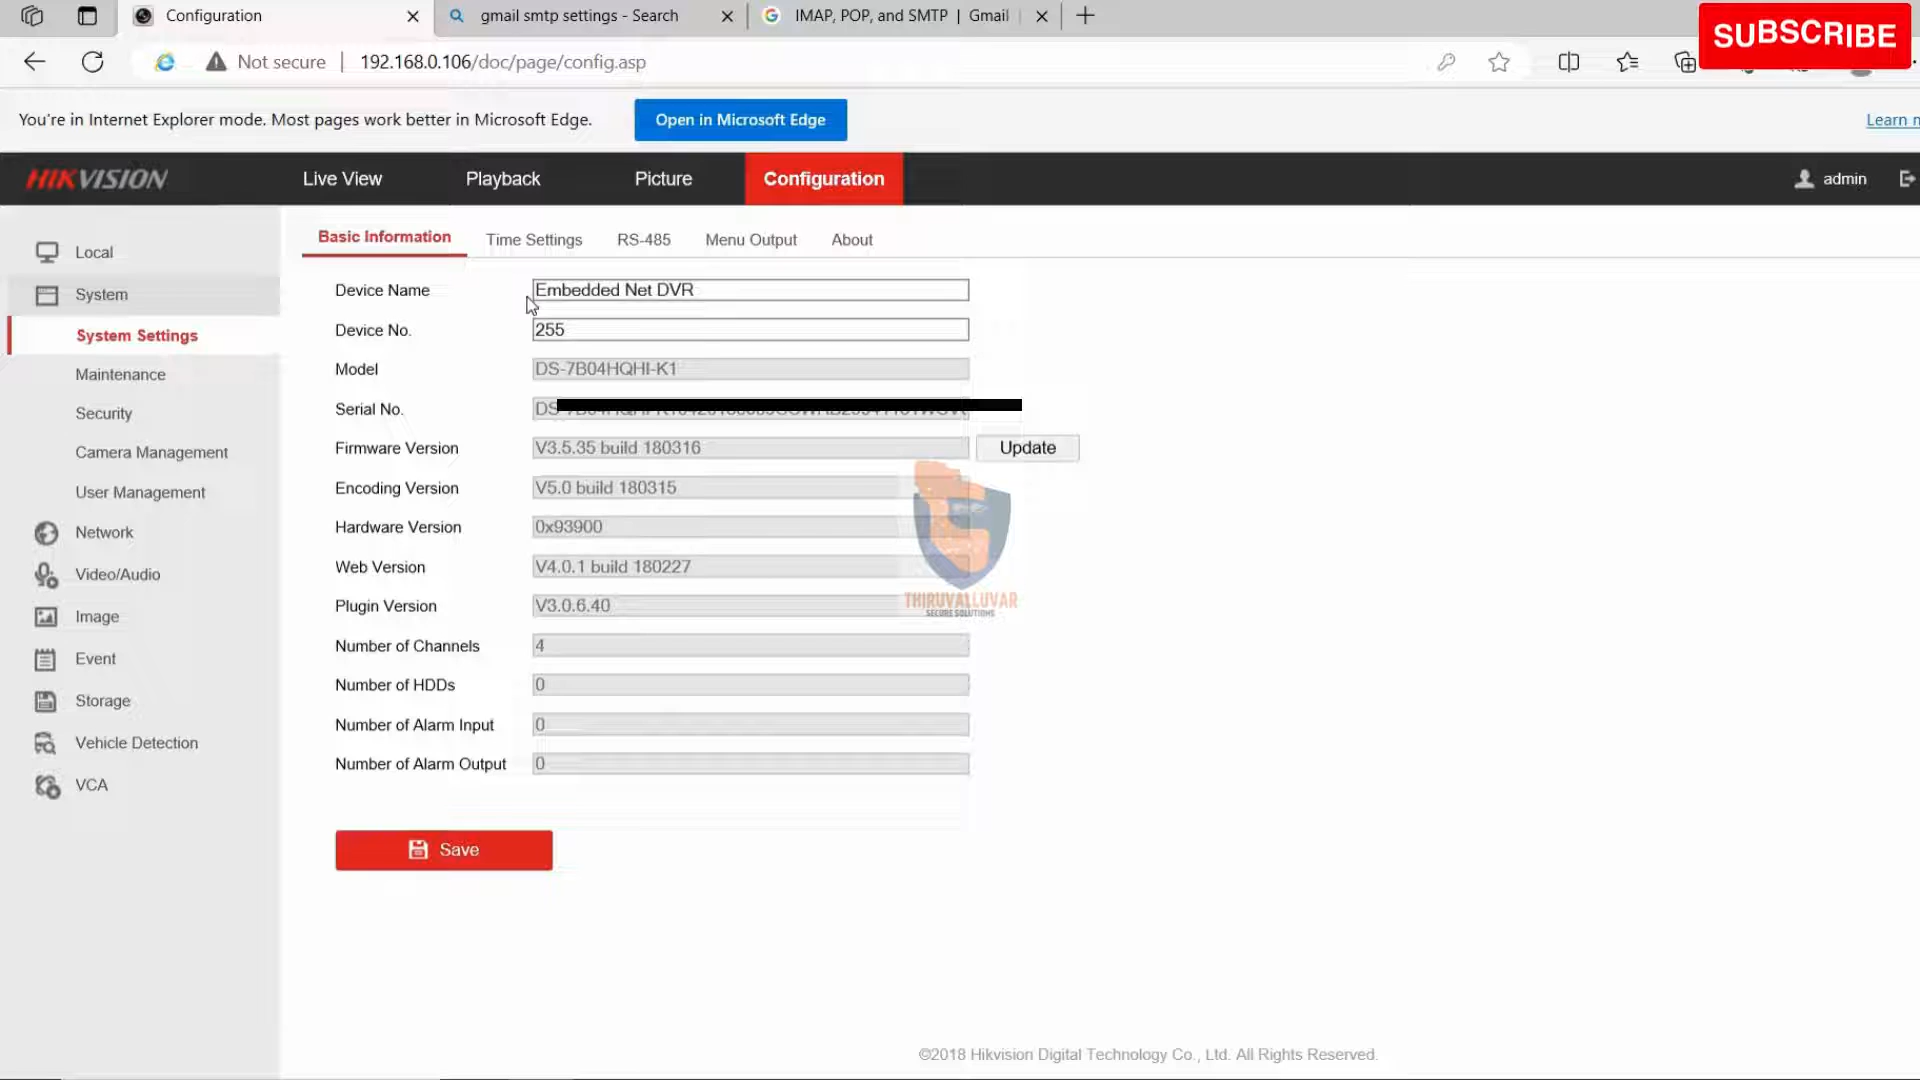 Configuration
gmail smtp settings - Search
IMAP, POP, and SMTP | Gmail
SUBSCRIBE
Not secure | 192.168.0.106/doc/page/config.asp
You're in Internet Explorer mode. Most pages work better in Microsoft Edge.
Open in Microsoft Edge
Learn
HIKVISION
Live View
Playback
Picture
Configuration
admin
Local
System
System Settings
Maintenance
Security
Camera Management
User Management
Network
Video/Audio
Image
Event
Storage
Vehicle Detection
VCA
Basic Information
Time Settings
RS-485
Menu Output
About
Device Name Embedded Net DVR
Device No. 255
Model DS-7B04HQHI-K1
Serial No. DS
Firmware Version V3.5.35 build 180316 Update
Encoding Version V5.0 build 180315
Hardware Version 0x93900
Web Version V4.0.1 build 180227
Plugin Version V3.0.6.40
Number of Channels 4
Number of HDDs 0
Number of Alarm Input 0
Number of Alarm Output 0
THIRUVALLUVAR
SECURE SOLUTIONS
Save
©2018 Hikvision Digital Technology Co., Ltd. All Rights Reserved.